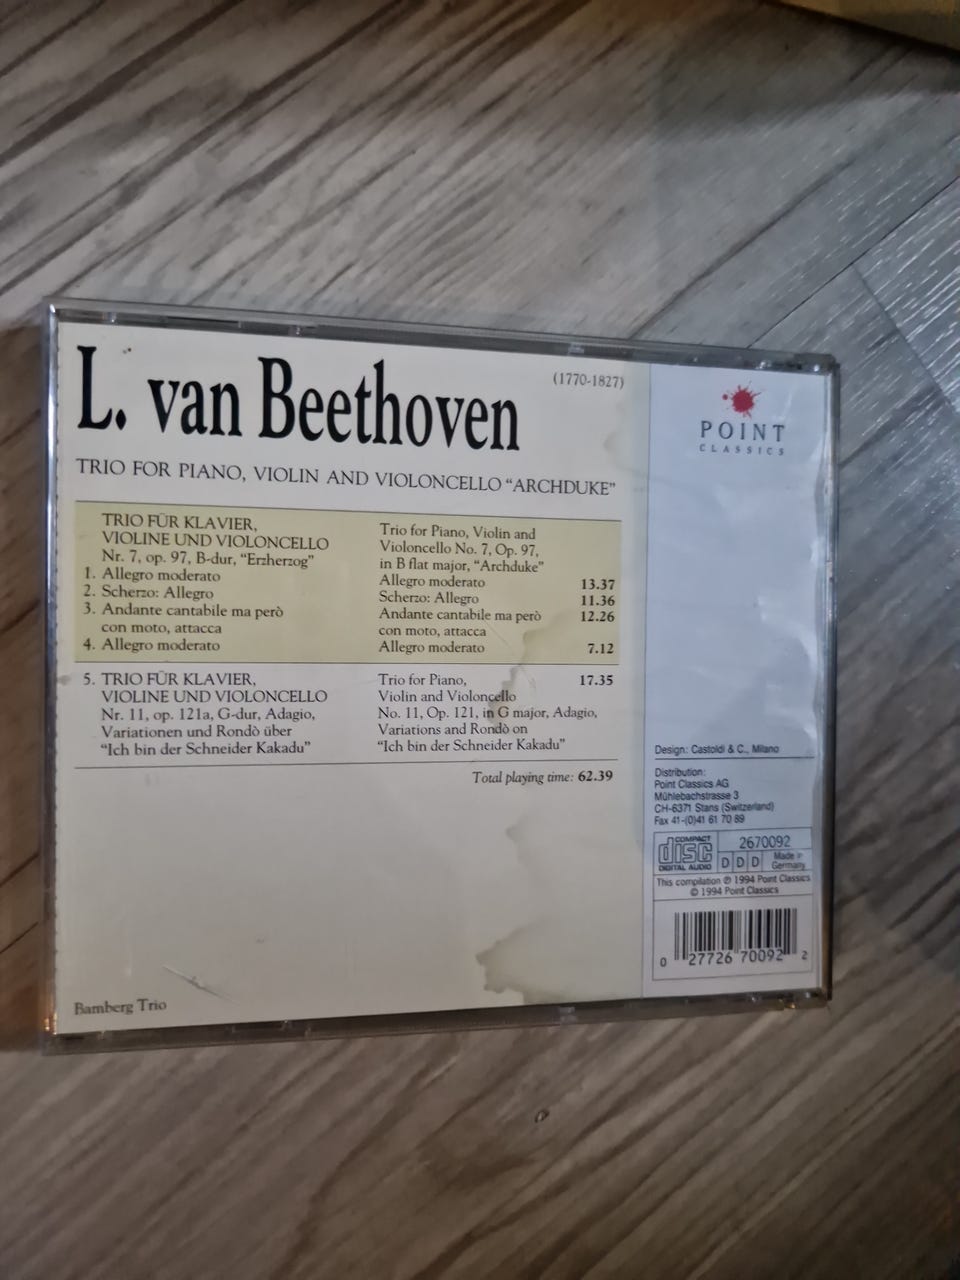 L. van Beethoven
(1770-1827)
TRIO FOR PIANO, VIOLIN AND VIOLONCELLO “ARCHDUKE”
TRIO FÜR KLAVIER,
VIOLINE UND VIOLONCELLO
Nr. 7, op. 97, B-dur, “Erzherzog”
1. Allegro moderato
2. Scherzo: Allegro
3. Andante cantabile ma però
con moto, attacca
4. Allegro moderato
Trio for Piano, Violin and
Violoncello No. 7, Op. 97,
in B flat major, “Archduke”
Allegro moderato 13.37
Scherzo: Allegro 11.36
Andante cantabile ma però 12.26
con moto, attacca
Allegro moderato 7.12
5. TRIO FÜR KLAVIER,
VIOLINE UND VIOLONCELLO
Nr. 11, op. 121a, G-dur, Adagio,
Variationen und Rondò über
“Ich bin der Schneider Kakadu”
Trio for Piano, 17.35
Violin and Violoncello
No. 11, Op. 121, in G major, Adagio,
Variations and Rondò on
“Ich bin der Schneider Kakadu”
Total playing time: 62.39
Bamberg Trio
POINT
CLASSICS
Design: Castoldi & C., Milano
Distribution:
Point Classics AG
Mühlebachstrasse 3
CH-6371 Stans (Switzerland)
Fax 41-(0)41 61 70 89
COMPACT
disc
DIGITAL AUDIO
2670092
D D D
Made in
Germany
This compilation ℗ 1994 Point Classics
© 1994 Point Classics
0 27726 70092 2